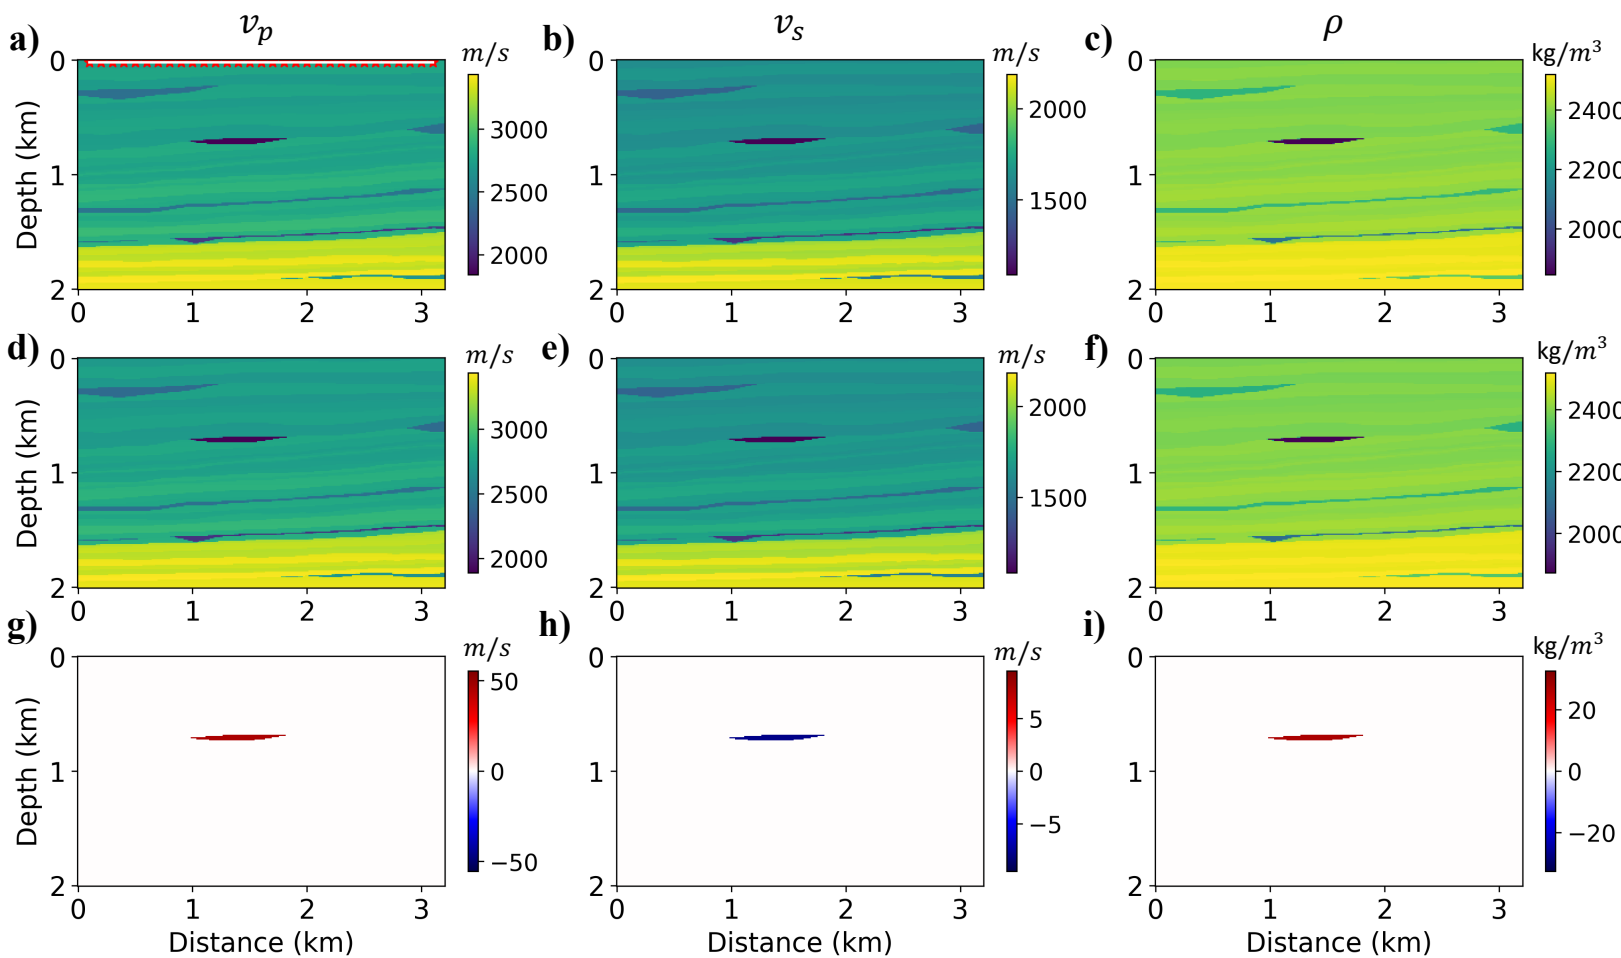 v_p v_s ρ
a) m/s b) m/s c) kg/m³
0 0 0
Depth (km)
3000 2000 2400
1 1 1
2500 1500 2200
2000 2000
2 2 2
0 1 2 3 0 1 2 3 0 1 2 3
d) m/s e) m/s f) kg/m³
0 0 0
Depth (km)
3000 2000 2400
1 1 1
2500 1500 2200
2000 2000
2 2 2
0 1 2 3 0 1 2 3 0 1 2 3
g) m/s h) m/s i) kg/m³
0 0 0
Depth (km)
50 5 20
1 0 1 0 1 0
−50 −5 −20
2 2 2
0 1 2 3 0 1 2 3 0 1 2 3
Distance (km) Distance (km) Distance (km)